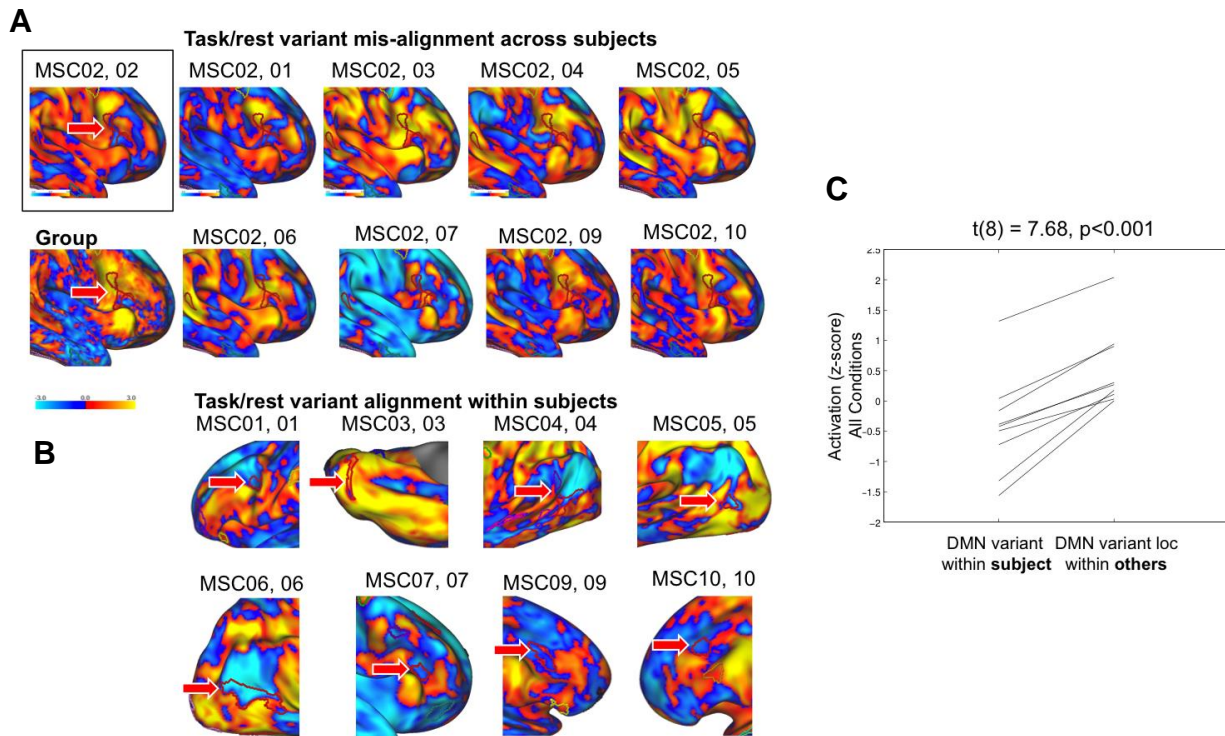 A
Task/rest variant mis-alignment across subjects
MSC02, 02
MSC02, 01
MSC02, 03
MSC02, 04
MSC02, 05
Group
MSC02, 06
MSC02, 07
MSC02, 09
MSC02, 10
-3.0 0.0 3.0
B
Task/rest variant alignment within subjects
MSC01, 01
MSC03, 03
MSC04, 04
MSC05, 05
MSC06, 06
MSC07, 07
MSC09, 09
MSC10, 10
C
t(8) = 7.68, p<0.001
Activation (z-score)
All Conditions
2.5
2
1.5
1
0.5
0
−0.5
−1
−1.5
−2
DMN variant
within subject
DMN variant loc
within others